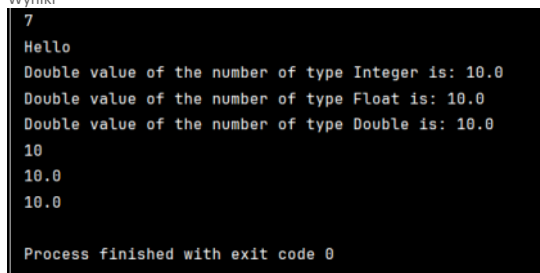 Wyniki
7
Hello
Double value of the number of type Integer is: 10.0
Double value of the number of type Float is: 10.0
Double value of the number of type Double is: 10.0
10
10.0
10.0
Process finished with exit code 0